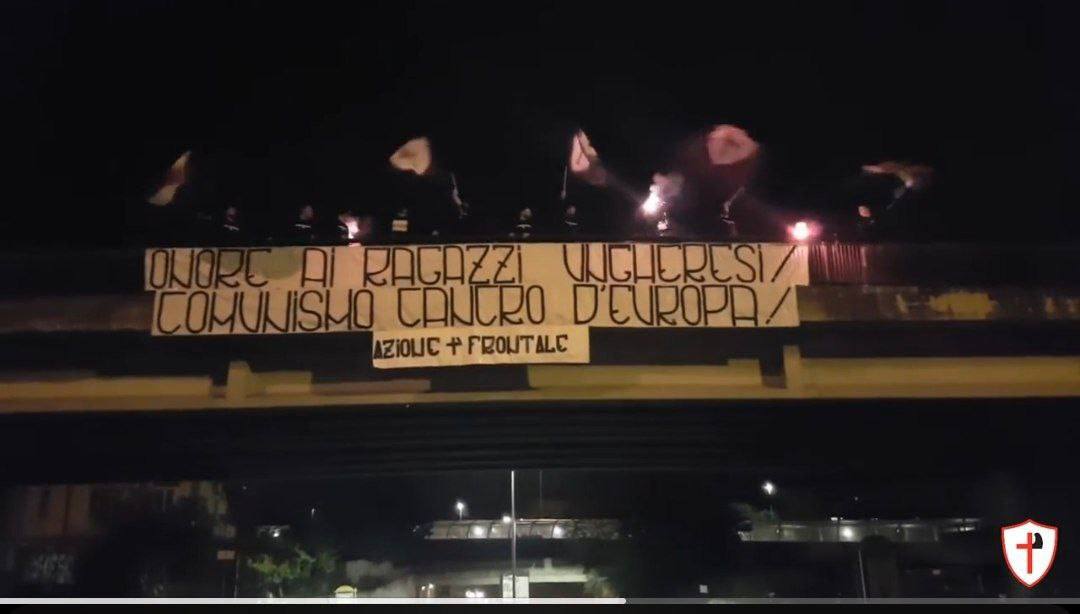 ONORE AI RAGAZZI UNGHERESI!
COMUNISMO CANCRO D'EUROPA!
AZIONE FRONTALE